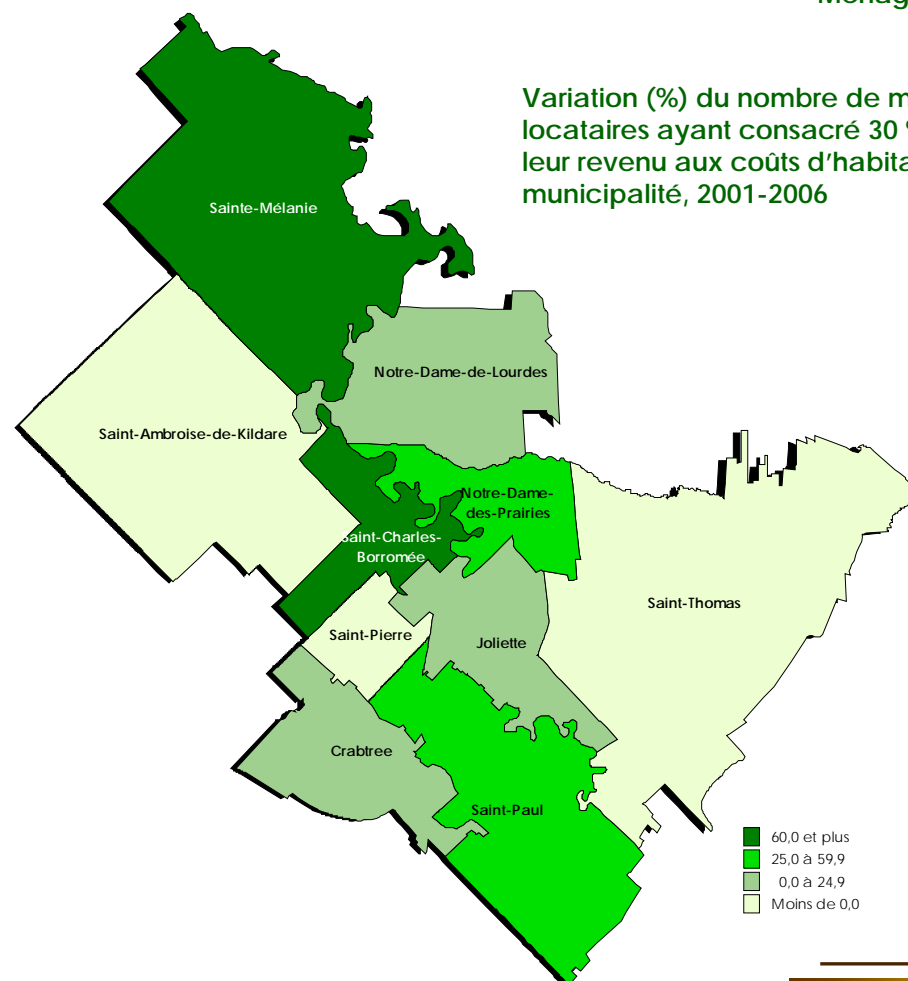 Variation (%) du nombre de
locataires ayant consacré 30
leur revenu aux coûts
municipalité, 2001-2006
Sainte-Mélanie
Notre-Dame-de-Lourdes
Saint-Ambroise-de-Kildare
Notre-Dame-
des-Prairies
Saint-Charles-
Borromée
Saint-Thomas
Saint-Pierre
Joliette
Crabtree
Saint-Paul
60,0 et plus
25,0 à 59,9
0,0 à 24,9
Moins de 0,0